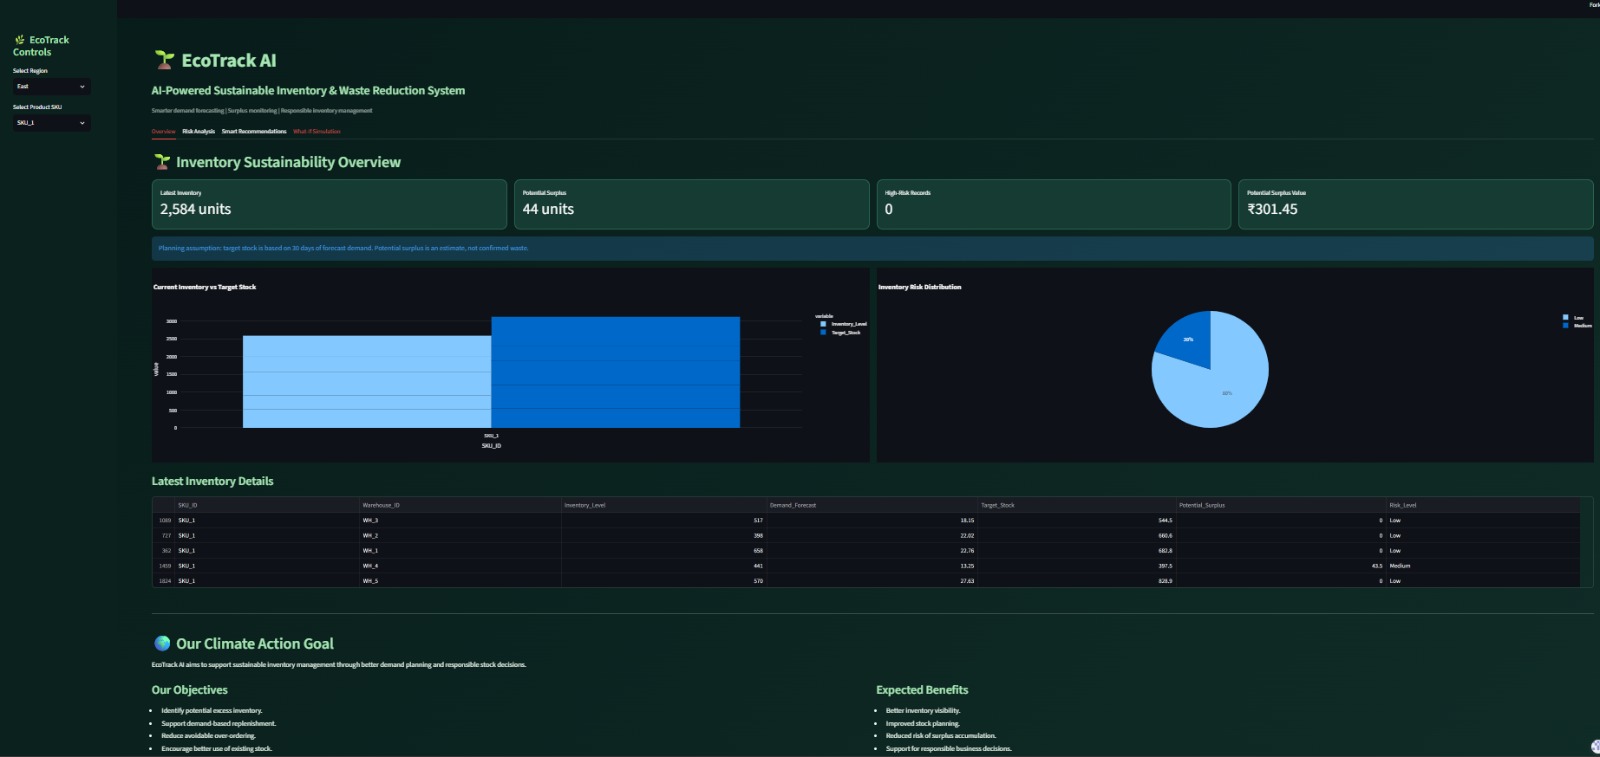 Fork
EcoTrack
Controls
Select Region
East
Select Product SKU
SKU_1
EcoTrack AI
AI-Powered Sustainable Inventory & Waste Reduction System
Smarter demand forecasting | Surplus monitoring | Responsible inventory management
Overview Risk Analysis Smart Recommendations What-if Simulation
Inventory Sustainability Overview
Latest Inventory
2,584 units
Potential Surplus
44 units
High-Risk Records
0
Potential Surplus Value
₹301.45
Planning assumption: target stock is based on 30 days of forecast demand. Potential surplus is an estimate, not confirmed waste.
Current Inventory vs Target Stock
variable
Inventory_Level
Target_Stock
3000
2500
2000
1500
1000
500
0
value
SKU_1
SKU_ID
Inventory Risk Distribution
Low
Medium
20%
80%
Latest Inventory Details
SKU_ID Warehouse_ID Inventory_Level Demand_Forecast Target_Stock Potential_Surplus Risk_Level
1089 SKU_1 WH_3 517 18.15 544.5 0 Low
727 SKU_1 WH_2 398 22.02 660.6 0 Low
362 SKU_1 WH_1 658 22.76 682.8 0 Low
1459 SKU_1 WH_4 441 13.25 397.5 43.5 Medium
1824 SKU_1 WH_5 570 27.63 828.9 0 Low
Our Climate Action Goal
EcoTrack AI aims to support sustainable inventory management through better demand planning and responsible stock decisions.
Our Objectives
Identify potential excess inventory.
Support demand-based replenishment.
Reduce avoidable over-ordering.
Encourage better use of existing stock.
Expected Benefits
Better inventory visibility.
Improved stock planning.
Reduced risk of surplus accumulation.
Support for responsible business decisions.